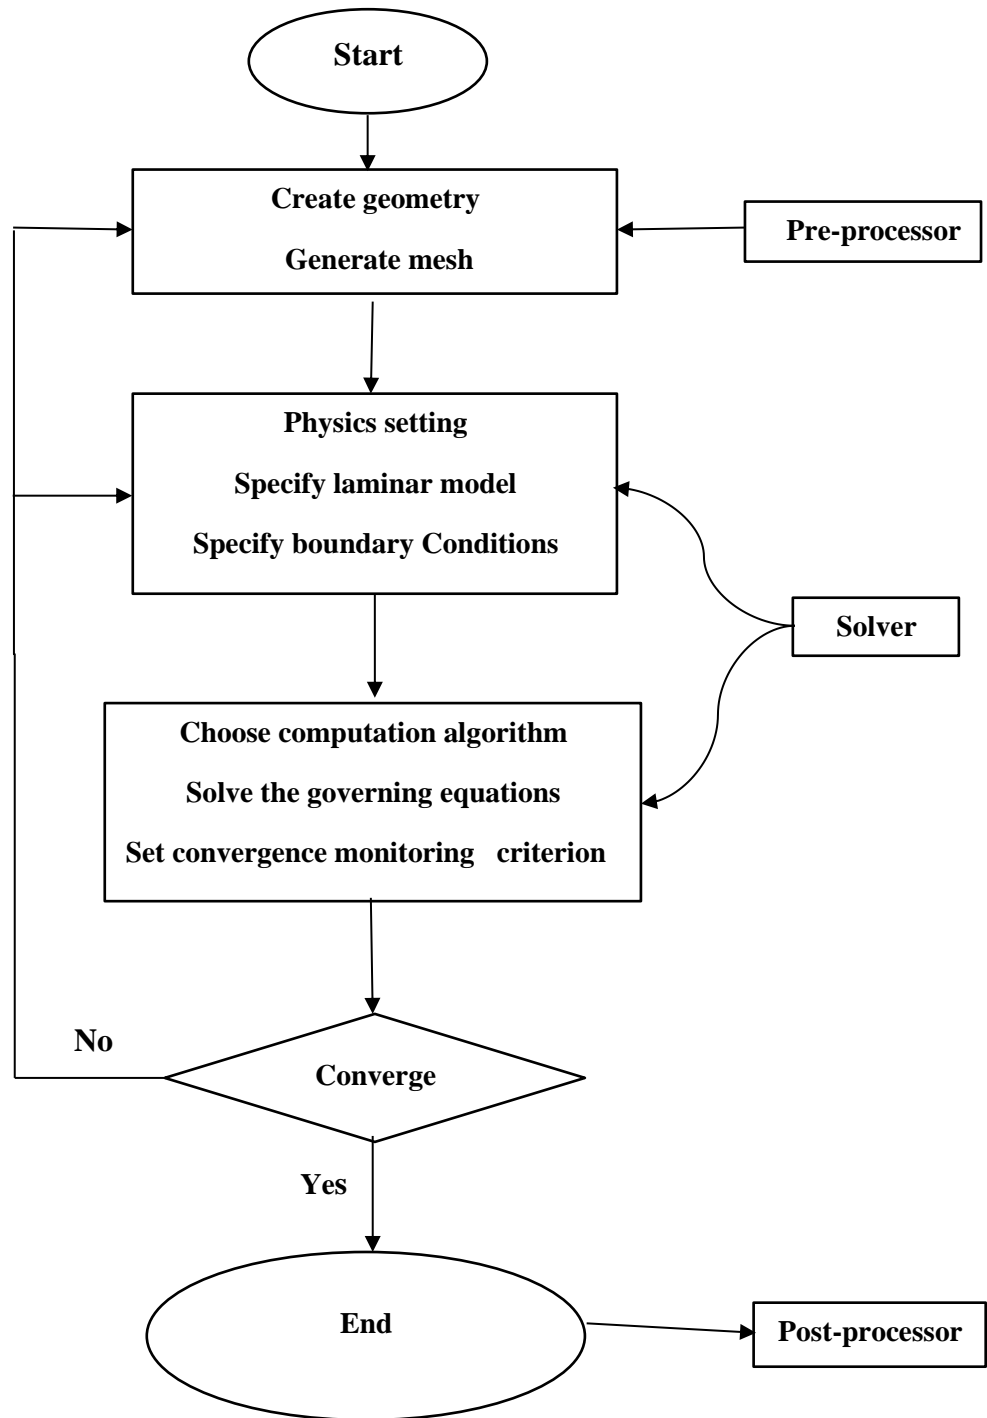 Start
Create geometry
Generate mesh
Pre-processor
Physics setting
Specify laminar model
Specify boundary Conditions
Solver
Choose computation algorithm
Solve the governing equations
Set convergence monitoring criterion
No
Converge
Yes
End
Post-processor